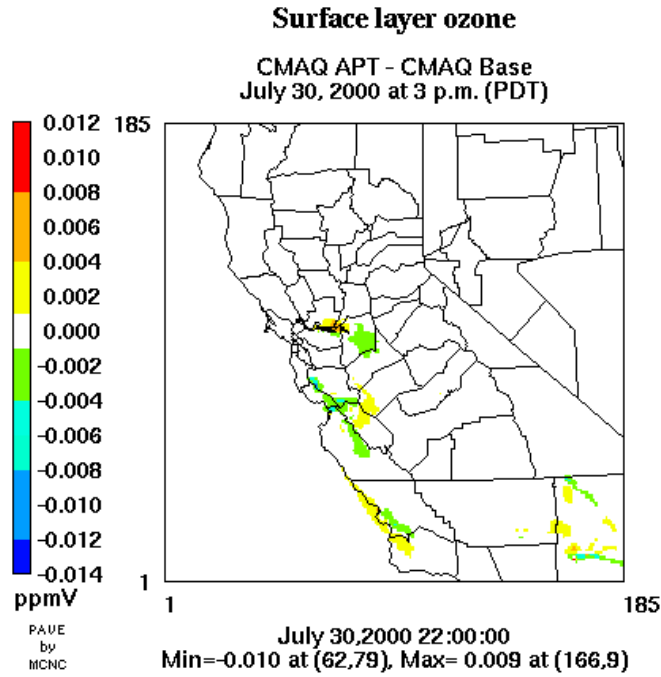 Surface layer ozone
CMAQ APT - CMAQ Base
July 30, 2000 at 3 p.m. (PDT)
0.012
0.010
0.008
0.006
0.004
0.002
0.000
-0.002
-0.004
-0.006
-0.008
-0.010
-0.012
-0.014
ppmV
PAVE
by
MCNC
185
1
1
185
July 30,2000 22:00:00
Min=-0.010 at (62,79), Max= 0.009 at (166,9)